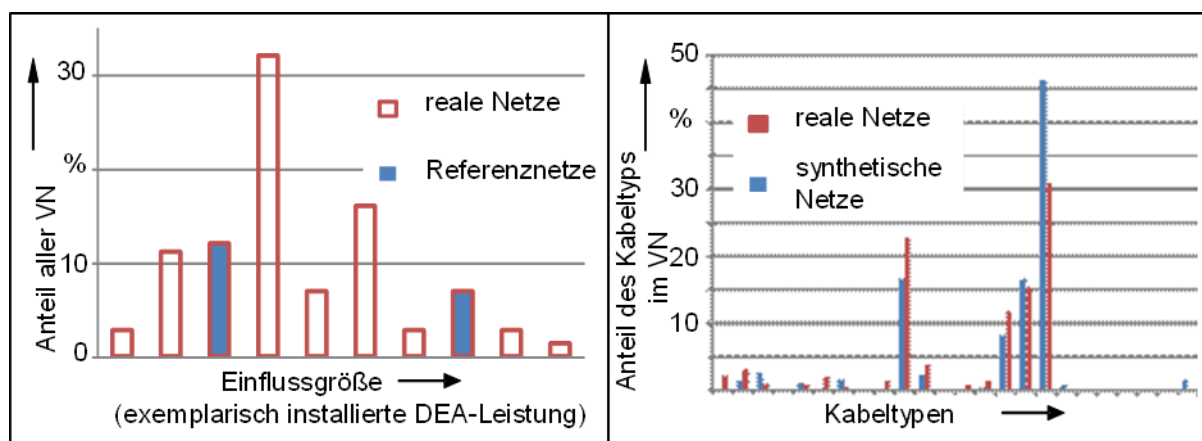 30
%
10
0
Anteil aller VN
reale Netze
Referenznetze
Einflussgröße
(exemplarisch installierte DEA-Leistung)
50
%
30
20
10
Anteil des Kabeltyps
im VN
reale Netze
synthetische
Netze
Kabeltypen